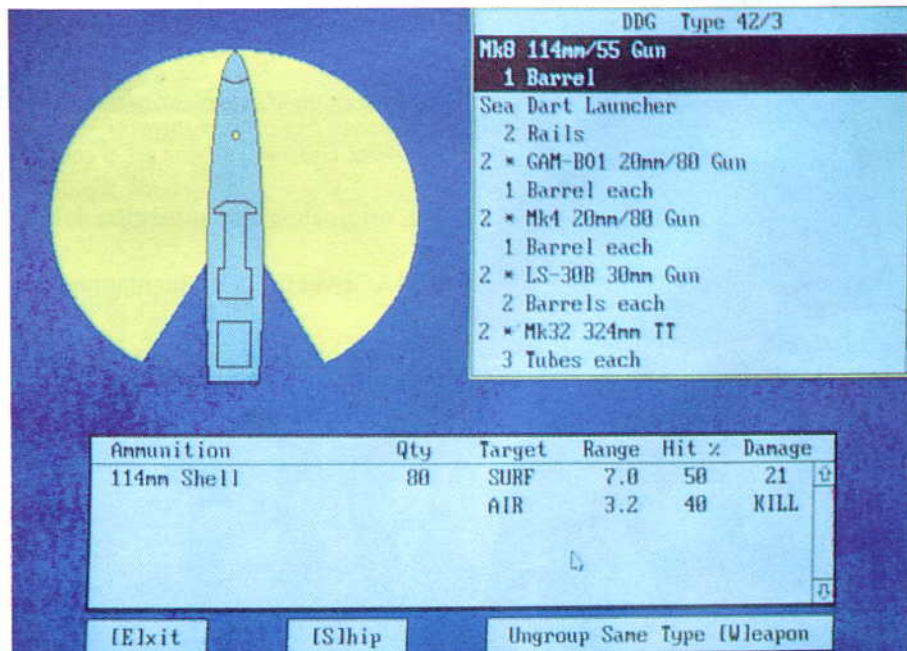 DDG Type 42/3
Mk8 114mm/55 Gun
1 Barrel
Sea Dart Launcher
2 Rails
2 * GAM-B01 20mm/80 Gun
1 Barrel each
2 * Mk4 20mm/80 Gun
1 Barrel each
2 * LS-30B 30mm Gun
2 Barrels each
2 * Mk32 324mm TT
3 Tubes each
Ammunition Qty Target Range Hit % Damage
114mm Shell 80 SURF 7.0 50 21
AIR 3.2 40 KILL
[E]xit [S]hip Ungroup Same Type [W]eapon